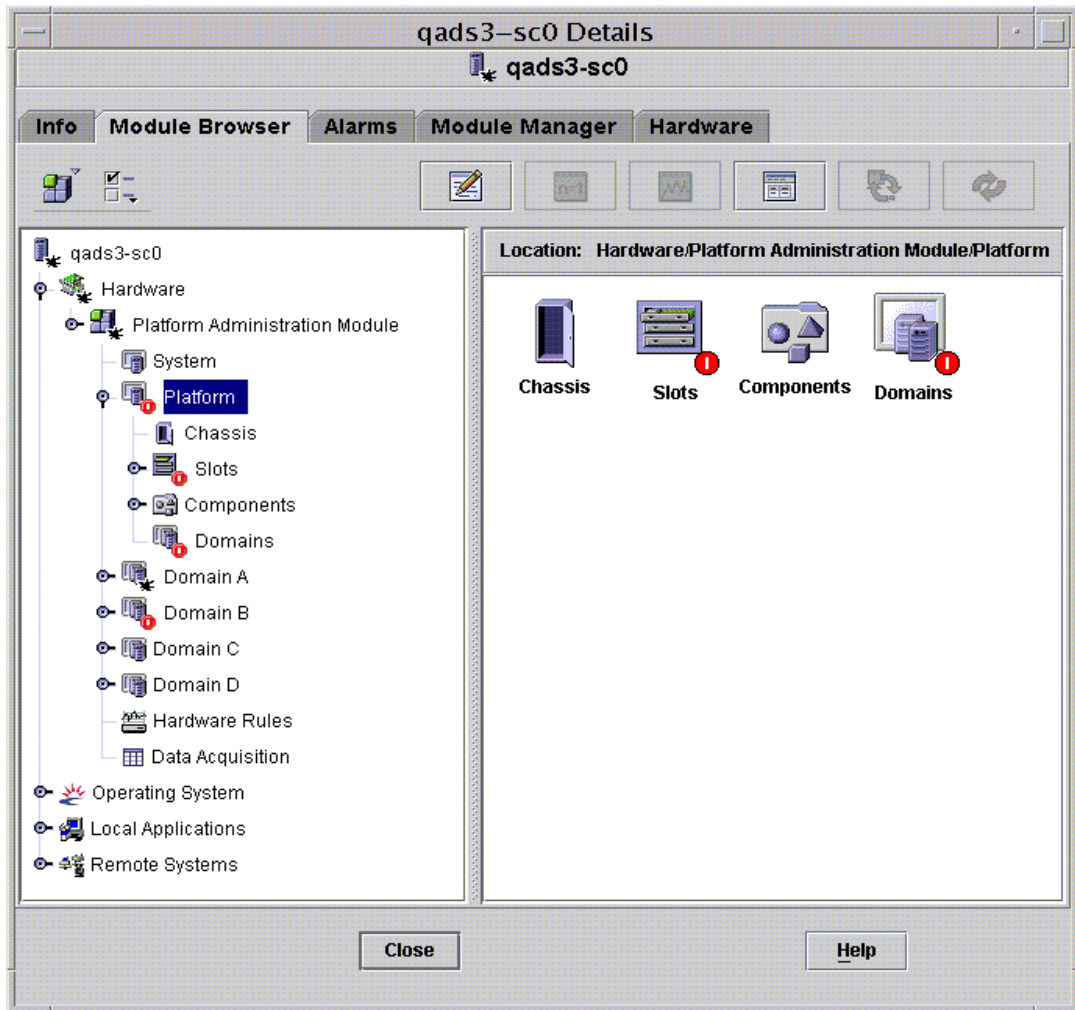 qads3–sc0 Details
qads3-sc0
Info Module Browser Alarms Module Manager Hardware
n=1
qads3-sc0
Hardware
Platform Administration Module
System
Platform
Chassis
Slots
Components
Domains
Domain A
Domain B
Domain C
Domain D
Hardware Rules
Data Acquisition
Operating System
Local Applications
Remote Systems
Location: Hardware/Platform Administration Module/Platform
Chassis Slots Components Domains
Close Help